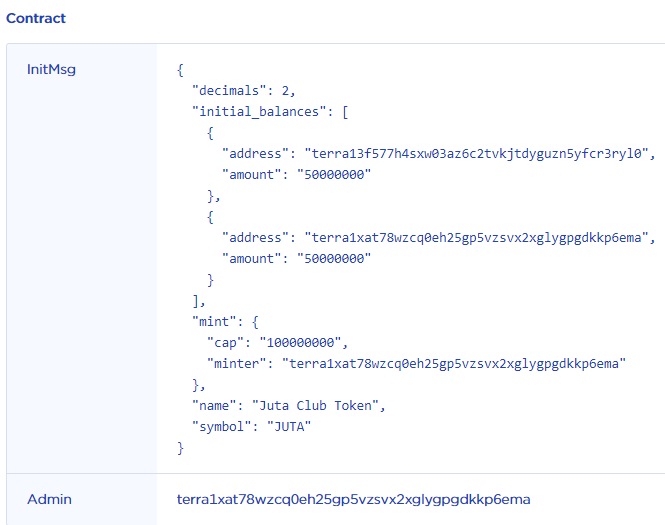 Contract
InitMsg
{
"decimals": 2,
"initial_balances": [
{
"address": "terra13f577h4sxw03az6c2tvkjtdyguzn5yfcr3ryl0",
"amount": "50000000"
},
{
"address": "terra1xat78wzcq0eh25gp5vzsvx2xglygpgdkkp6ema",
"amount": "50000000"
}
],
"mint": {
"cap": "100000000",
"minter": "terra1xat78wzcq0eh25gp5vzsvx2xglygpgdkkp6ema"
},
"name": "Juta Club Token",
"symbol": "JUTA"
}
Admin
terra1xat78wzcq0eh25gp5vzsvx2xglygpgdkkp6ema